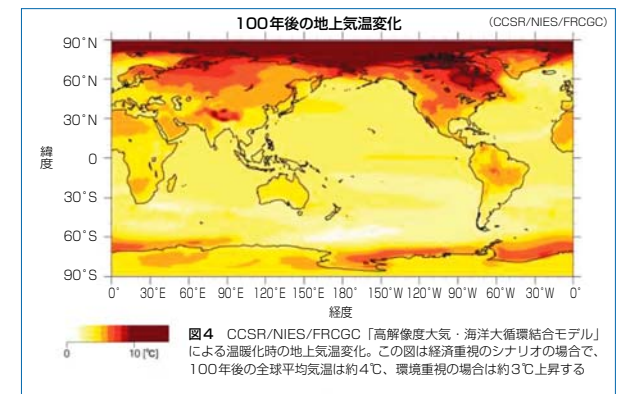 100年後の地上気温変化
(CCSR/NIES/FRCGC)
90°N
60°N
30°N
0
30°S
60°S
90°S
緯度
0° 30°E 60°E 90°E 120°E 150°E 180° 150°W 120°W 90°W 60°W 30°W 0°
経度
0 10 [℃]
図4 CCSR/NIES/FRCGC「高解像度大気・海洋大循環結合モデル」
による温暖化時の地上気温変化。この図は経済重視のシナリオの場合で、
100年後の全球平均気温は約4℃、環境重視の場合は約3℃上昇する